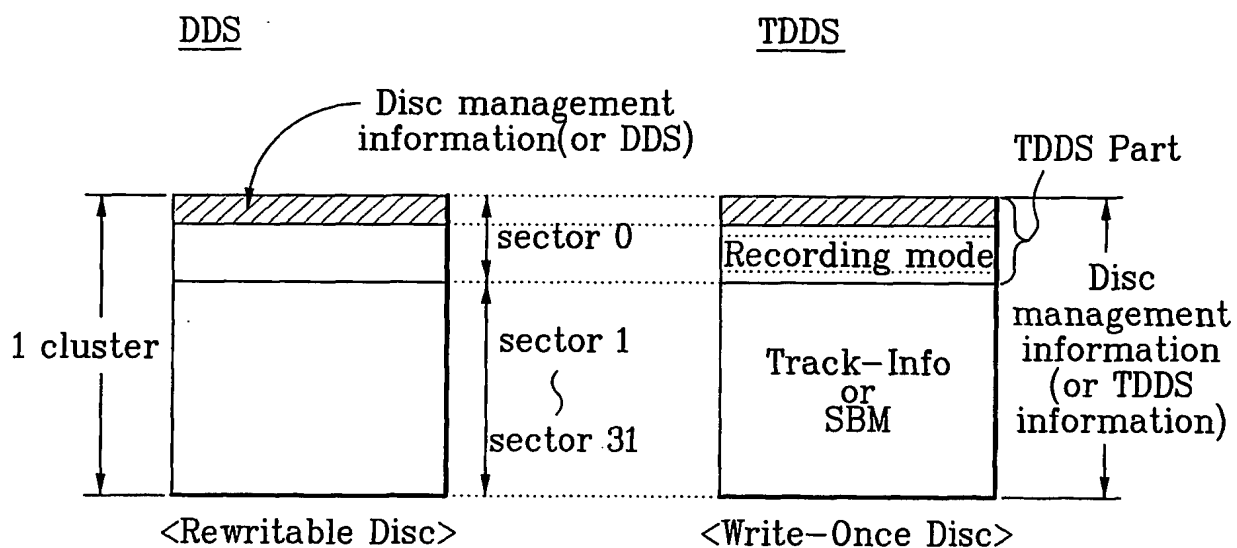 DDS
TDDS
Disc management
information(or DDS)
TDDS Part
sector 0
Recording mode
1 cluster
sector 1
sector 31
Track-Info
or
SBM
Disc
management
information
(or TDDS
information)
<Rewritable Disc>
<Write-Once Disc>